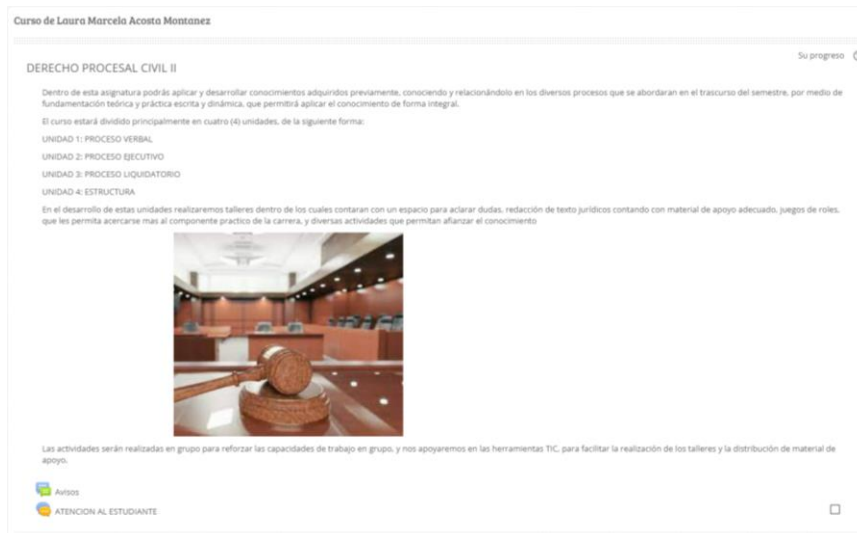 Curso de Laura Marcela Acosta Montanez
Su progreso
DERECHO PROCESAL CIVIL II
Dentro de esta asignatura podrás aplicar y desarrollar conocimientos adquiridos previamente, conociendo y relacionándolo en los diversos procesos que se abordaran en el trascurso del semestre, por medio de
fundamentación teórica y práctica escrita y dinámica, que permitirá aplicar el conocimiento de forma integral.
El curso estará dividido principalmente en cuatro (4) unidades, de la siguiente forma:
UNIDAD 1: PROCESO VERBAL
UNIDAD 2: PROCESO EJECUTIVO
UNIDAD 3: PROCESO LIQUIDATORIO
UNIDAD 4: ESTRUCTURA
En el desarrollo de estas unidades realizaremos talleres dentro de los cuales contaran con un espacio para aclarar dudas, redacción de texto jurídicos contando con material de apoyo adecuado, juegos de roles,
que les permita acercarse mas al componente practico de la carrera, y diversas actividades que permitan afianzar el conocimiento
Las actividades serán realizadas en grupo para reforzar las capacidades de trabajo en grupo, y nos apoyaremos en las herramientas TIC, para facilitar la realización de los talleres y la distribución de material de
apoyo.
Avisos
ATENCION AL ESTUDIANTE